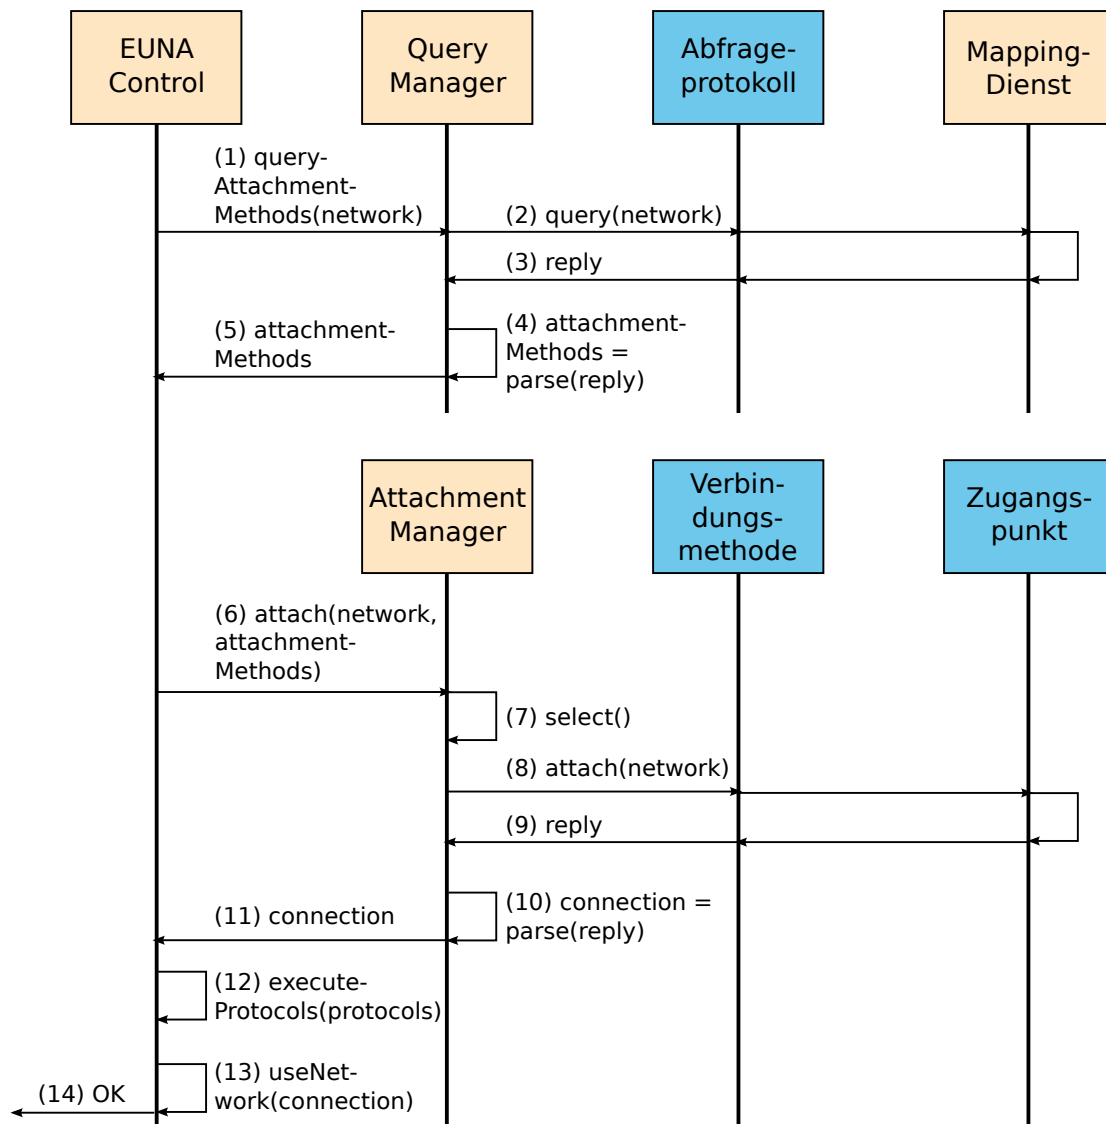 EUNA
Control
Query
Manager
Abfrage-
protokoll
Mapping-
Dienst
(1) query-
Attachment-
Methods(network)
(2) query(network)
(3) reply
(4) attachment-
Methods =
parse(reply)
(5) attachment-
Methods
Attachment
Manager
Verbin-
dungs-
methode
Zugangs-
punkt
(6) attach(network,
attachment-
Methods)
(7) select()
(8) attach(network)
(9) reply
(10) connection =
parse(reply)
(11) connection
(12) execute-
Protocols(protocols)
(13) useNet-
work(connection)
(14) OK